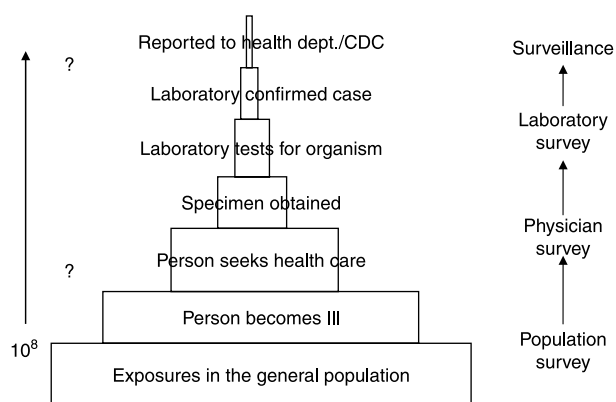 Reported to health dept./CDC
Surveillance
?
Laboratory confirmed case
Laboratory
survey
Laboratory tests for organism
Specimen obtained
Physician
survey
?
Person seeks health care
Person becomes Ill
10⁸
Population
survey
Exposures in the general population